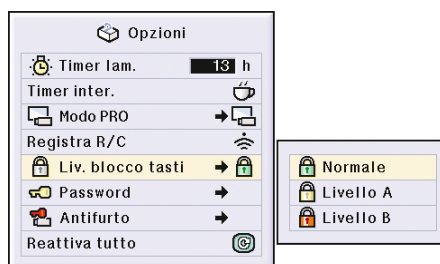 Opzioni
Timer lam. 13 h
Timer inter.
Modo PRO
Registra R/C
Liv. blocco tasti
Password
Antifurto
Reattiva tutto
Normale
Livello A
Livello B